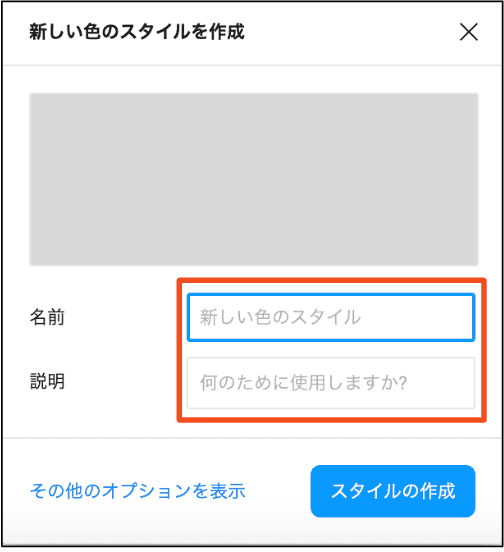 新しい色のスタイルを作成
名前
新しい色のスタイル
説明
何のために使用しますか?
その他のオプションを表示
スタイルの作成